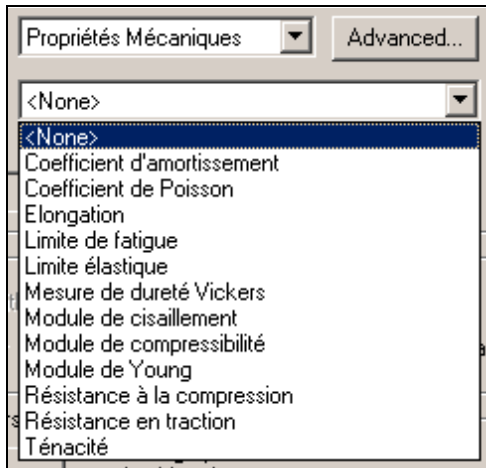 Propriétés Mécaniques
Advanced...
<None>
<None>
Coefficient d'amortissement
Coefficient de Poisson
Elongation
Limite de fatigue
Limite élastique
Mesure de dureté Vickers
Module de cisaillement
Module de compressibilité
Module de Young
Résistance à la compression
Résistance en traction
Ténacité